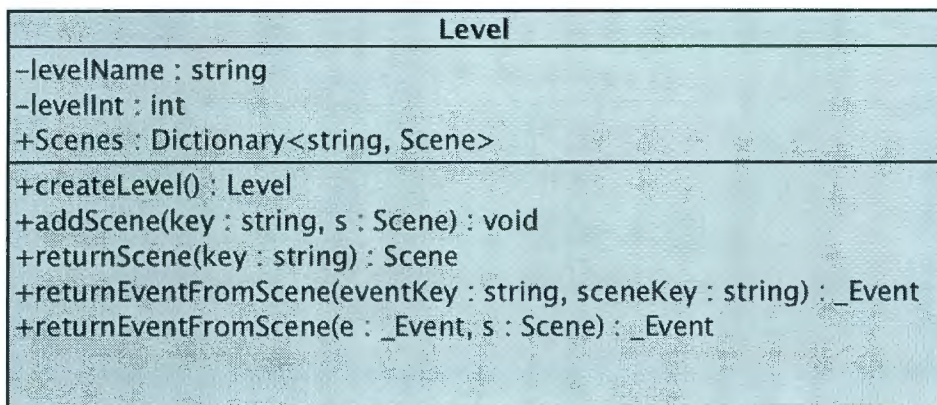 Level
-levelName : string
-levelInt : int
+Scenes : Dictionary<string, Scene>
+createLevel() : Level
+addScene(key : string, s : Scene) : void
+returnScene(key : string) : Scene
+returnEventFromScene(eventKey : string, sceneKey : string) : _Event
+returnEventFromScene(e : _Event, s : Scene) : _Event